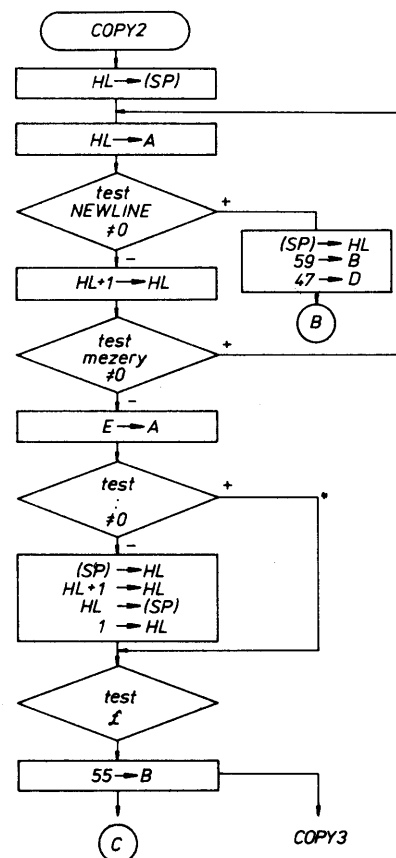 COPY2
HL→(SP)
HL→A
test
NEWLINE
≠0
+
(SP)→HL
59→B
47→D
B
−
HL+1→HL
test
mezery
≠0
+
−
E→A
test
:
≠0
+
*
−
(SP)→HL
HL+1→HL
HL→(SP)
1→HL
test
£
55→B
C
COPY3